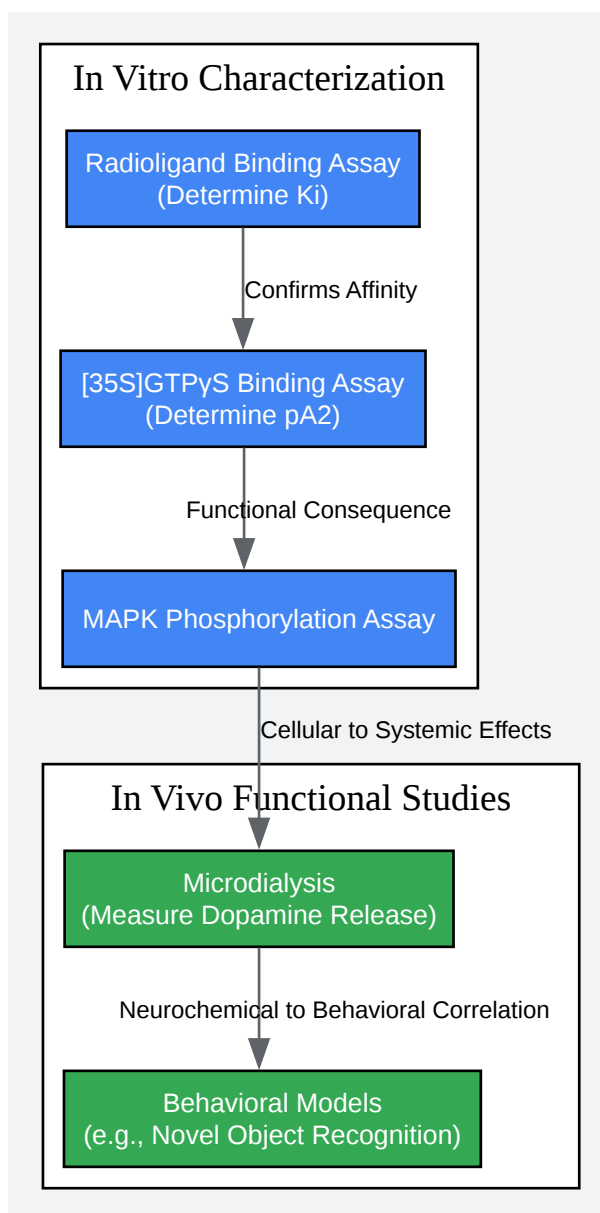 In Vitro Characterization
Radioligand Binding Assay
(Determine Ki)
Confirms Affinity
[35S]GTPγS Binding Assay
(Determine pA2)
Functional Consequence
MAPK Phosphorylation Assay
Cellular to Systemic Effects
In Vivo Functional Studies
Microdialysis
(Measure Dopamine Release)
Neurochemical to Behavioral Correlation
Behavioral Models
(e.g., Novel Object Recognition)